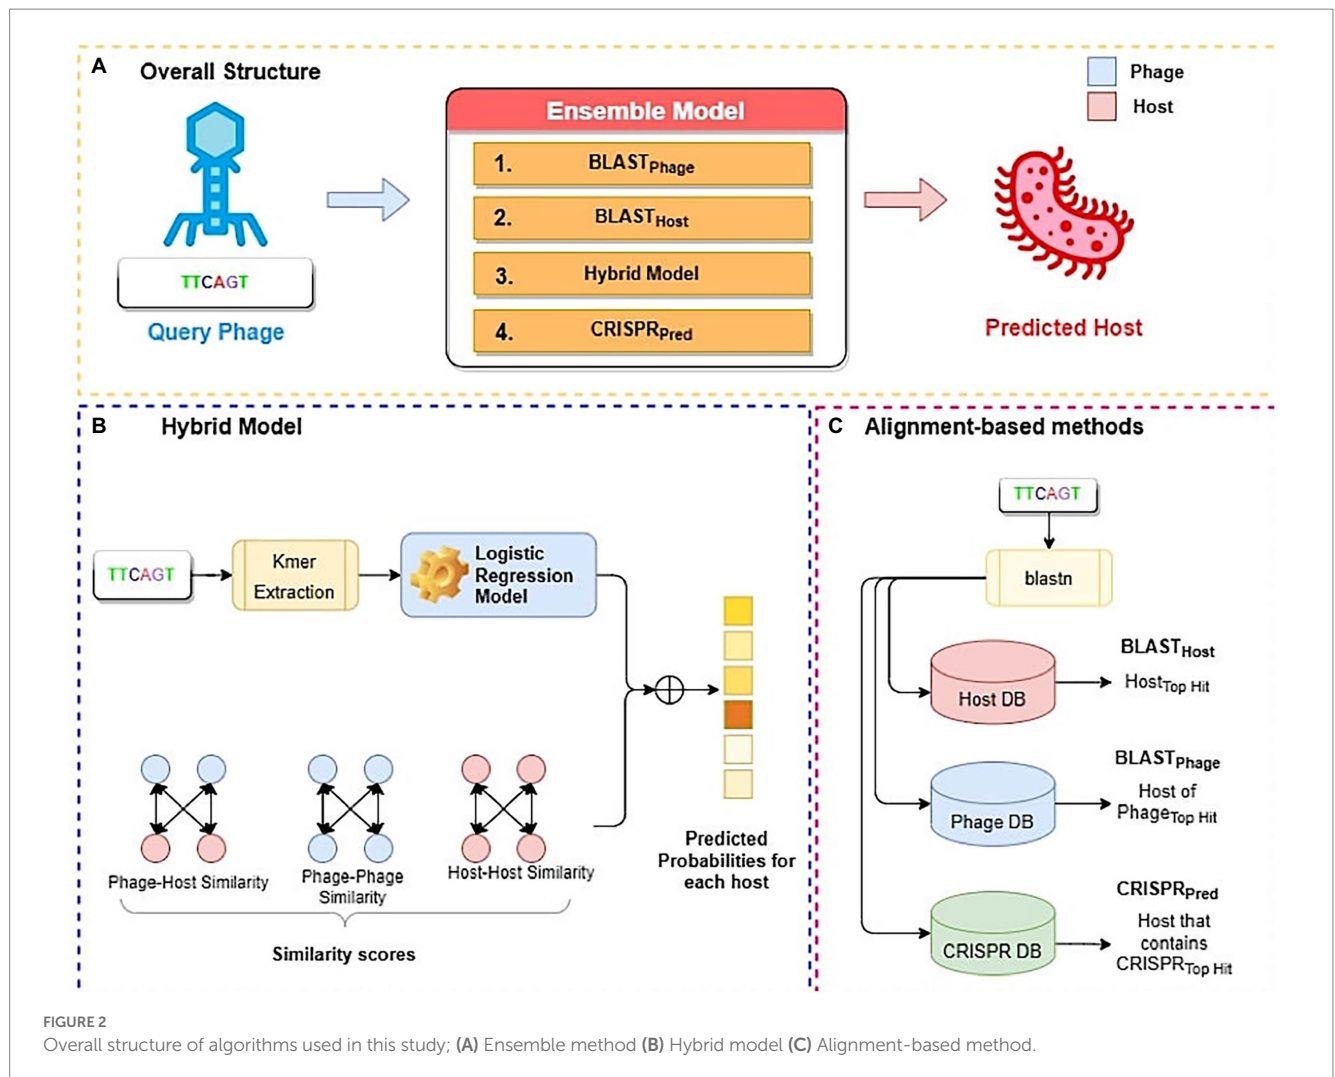 A Overall Structure
Phage
Host
Ensemble Model
1. BLASTPhage
2. BLASTHost
3. Hybrid Model
4. CRISPRPred
TTCAGT
Query Phage
Predicted Host
B Hybrid Model
TTCAGT
Kmer
Extraction
Logistic
Regression
Model
Phage-Host Similarity
Phage-Phage
Similarity
Host-Host Similarity
Similarity scores
Predicted
Probabilities for
each host
C Alignment-based methods
TTCAGT
blastn
Host DB
BLASTHost
HostTop Hit
Phage DB
BLASTPhage
Host of
PhageTop Hit
CRISPR DB
CRISPRPred
Host that
contains
CRISPRTop Hit
FIGURE 2
Overall structure of algorithms used in this study; (A) Ensemble method (B) Hybrid model (C) Alignment-based method.